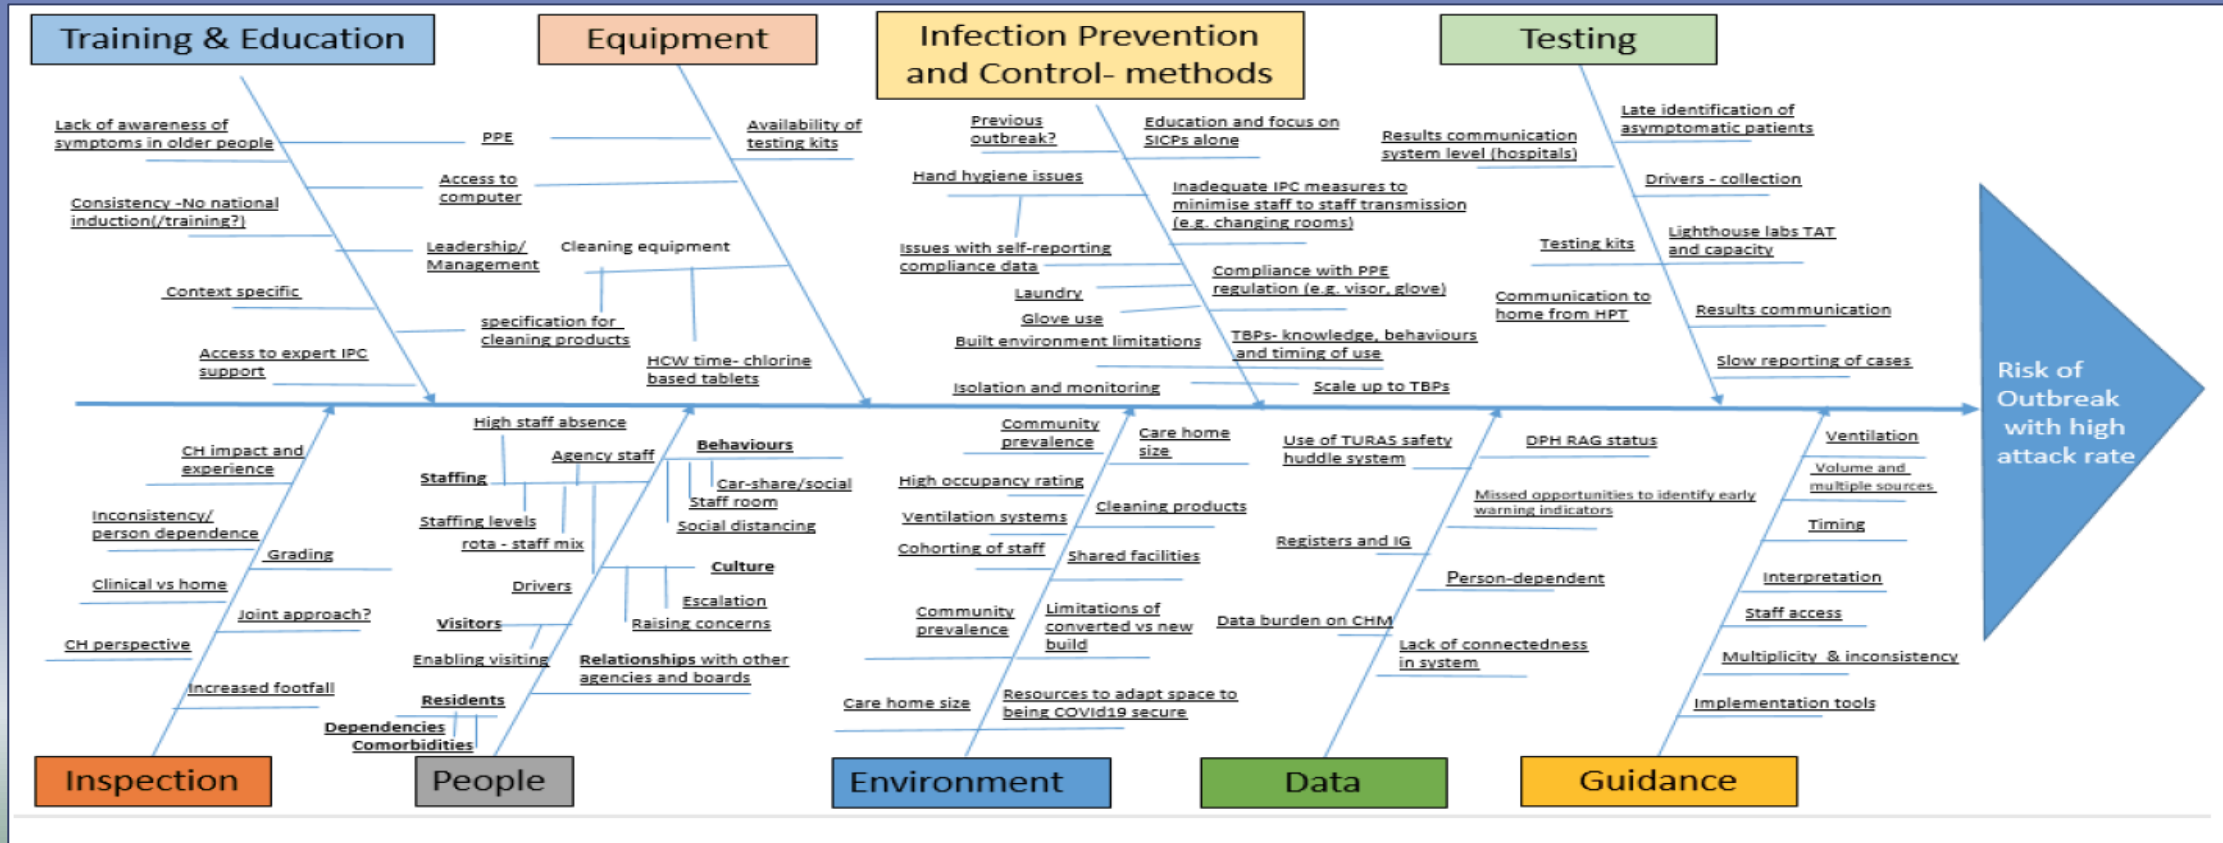 Training & Education
Equipment
Infection Prevention
and Control- methods
Testing
Lack of awareness of
symptoms in older people
Consistency -No national
induction(/training?)
Context specific
Access to expert IPC
support
PPE
Access to
computer
Leadership/
Management
specification for
cleaning products
Cleaning equipment
HCW time- chlorine
based tablets
Availability of
testing kits
Previous
outbreak?
Hand hygiene issues
Issues with self-reporting
compliance data
Laundry
Glove use
Built environment limitations
Isolation and monitoring
Education and focus on
SICPs alone
Inadequate IPC measures to
minimise staff to staff transmission
(e.g. changing rooms)
Compliance with PPE
regulation (e.g. visor, glove)
TBPs- knowledge, behaviours
and timing of use
Scale up to TBPs
Results communication
system level (hospitals)
Testing kits
Communication to
home from HPT
Late identification of
asymptomatic patients
Drivers - collection
Lighthouse labs TAT
and capacity
Results communication
Slow reporting of cases
Risk of
Outbreak
with high
attack rate
CH impact and
experience
Inconsistency/
person dependence
Clinical vs home
CH perspective
Grading
Joint approach?
Increased footfall
High staff absence
Agency staff
Staffing
Staffing levels
rota - staff mix
Behaviours
Car-share/social
Staff room
Social distancing
Culture
Escalation
Raising concerns
Drivers
Visitors
Enabling visiting
Relationships with other
agencies and boards
Residents
Dependencies
Comorbidities
Community
prevalence
High occupancy rating
Ventilation systems
Cohorting of staff
Community
prevalence
Care home size
Care home
size
Cleaning products
Shared facilities
Limitations of
converted vs new
build
Resources to adapt space to
being COVId19 secure
Use of TURAS safety
huddle system
Registers and IG
Data burden on CHM
DPH RAG status
Missed opportunities to identify early
warning indicators
Person-dependent
Lack of connectedness
in system
Ventilation
Volume and
multiple sources
Timing
Interpretation
Staff access
Multiplicity & inconsistency
Implementation tools
Inspection
People
Environment
Data
Guidance